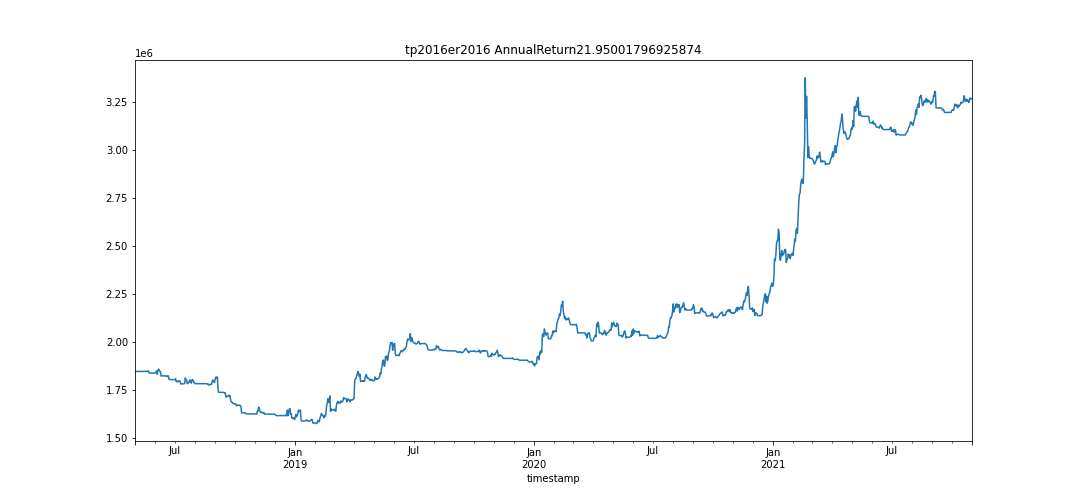 tp2016er2016 AnnualReturn21.95001796925874
1e6
3.25
3.00
2.75
2.50
2.25
2.00
1.75
1.50
Jul
Jan
2019
Jul
Jan
2020
Jul
Jan
2021
Jul
timestamp